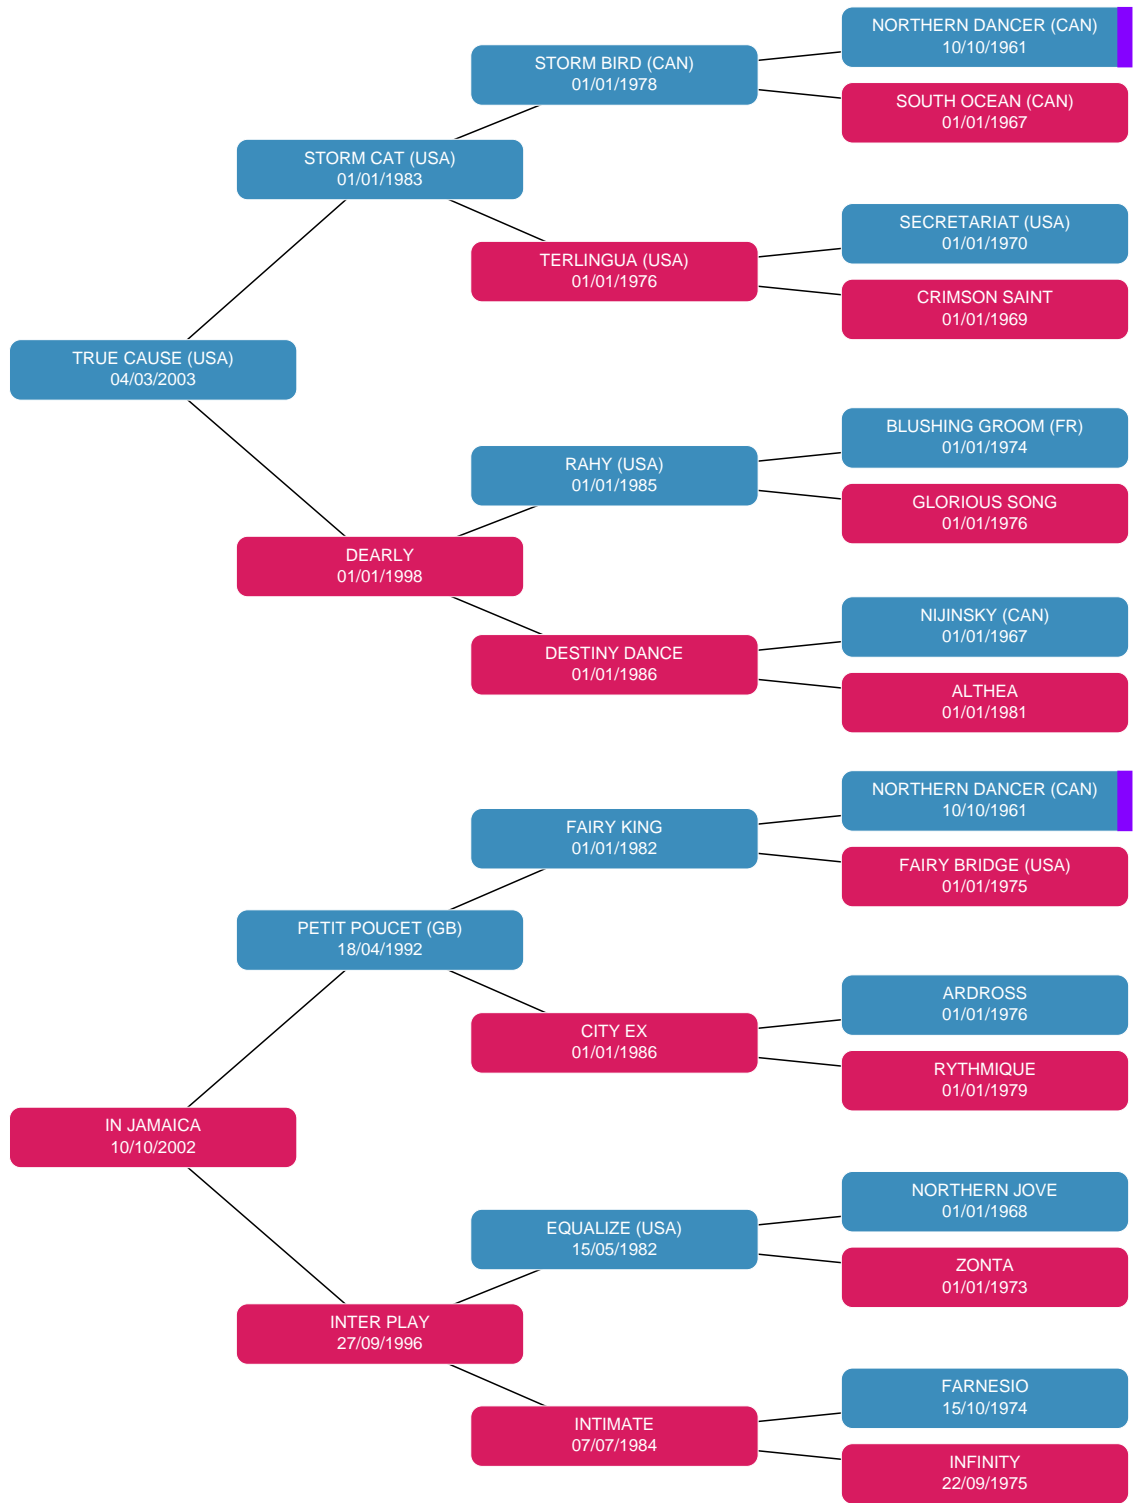 NORTHERN DANCER (CAN)
10/10/1961
STORM BIRD (CAN)
01/01/1978
SOUTH OCEAN (CAN)
01/01/1967
STORM CAT (USA)
01/01/1983
SECRETARIAT (USA)
01/01/1970
TERLINGUA (USA)
01/01/1976
CRIMSON SAINT
01/01/1969
TRUE CAUSE (USA)
04/03/2003
BLUSHING GROOM (FR)
01/01/1974
RAHY (USA)
01/01/1985
GLORIOUS SONG
01/01/1976
DEARLY
01/01/1998
NIJINSKY (CAN)
01/01/1967
DESTINY DANCE
01/01/1986
ALTHEA
01/01/1981
NORTHERN DANCER (CAN)
10/10/1961
FAIRY KING
01/01/1982
FAIRY BRIDGE (USA)
01/01/1975
PETIT POUCET (GB)
18/04/1992
ARDROSS
01/01/1976
CITY EX
01/01/1986
RYTHMIQUE
01/01/1979
IN JAMAICA
10/10/2002
NORTHERN JOVE
01/01/1968
EQUALIZE (USA)
15/05/1982
ZONTA
01/01/1973
INTER PLAY
27/09/1996
FARNESIO
15/10/1974
INTIMATE
07/07/1984
INFINITY
22/09/1975